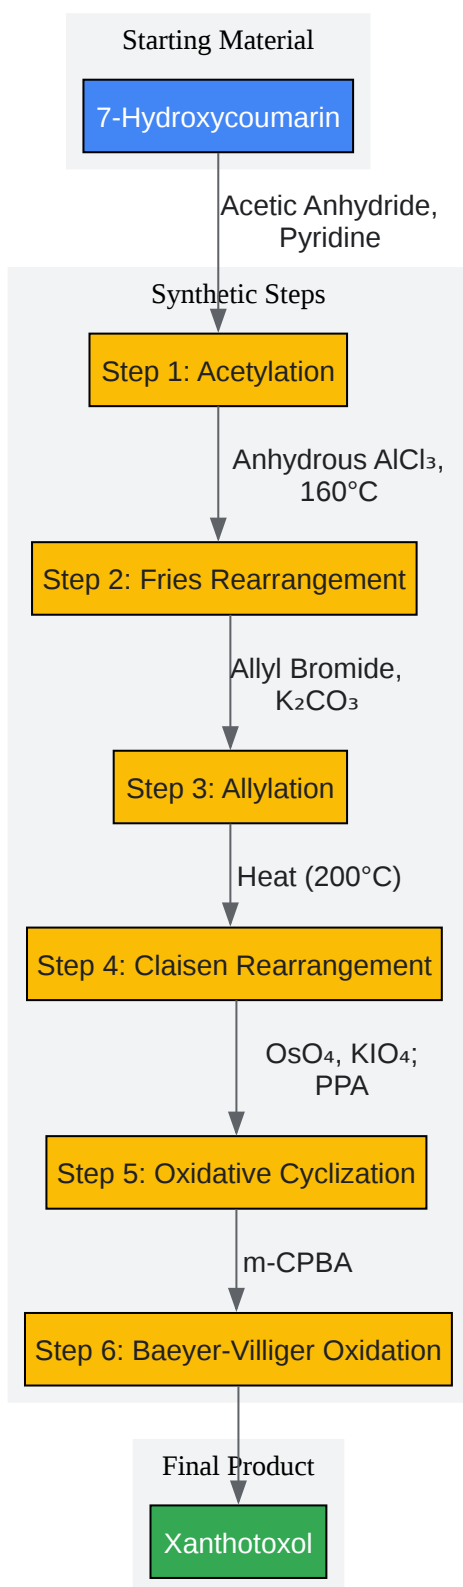 Starting Material
7-Hydroxycoumarin
Acetic Anhydride,
Pyridine
Synthetic Steps
Step 1: Acetylation
Anhydrous AlCl₃,
160°C
Step 2: Fries Rearrangement
Allyl Bromide,
K₂CO₃
Step 3: Allylation
Heat (200°C)
Step 4: Claisen Rearrangement
OsO₄, KIO₄;
PPA
Step 5: Oxidative Cyclization
m-CPBA
Step 6: Baeyer-Villiger Oxidation
Final Product
Xanthotoxol